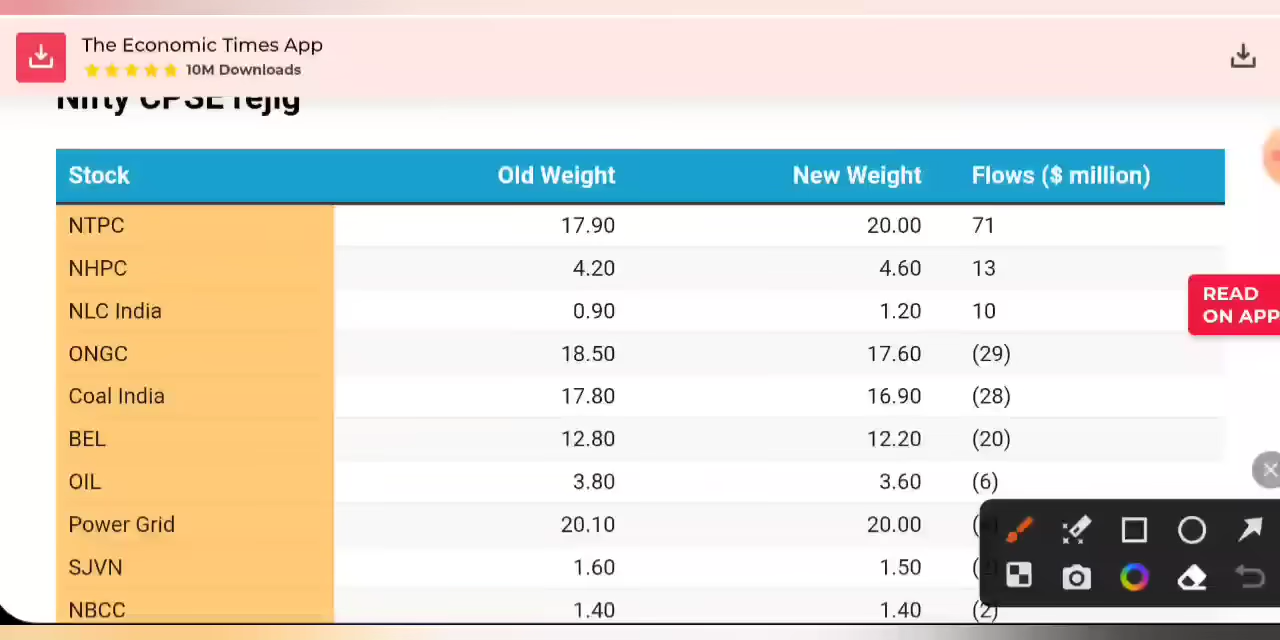 The Economic Times App
10M Downloads
Nifty CPSE rejig
Stock Old Weight New Weight Flows ($ million)
NTPC 17.90 20.00 71
NHPC 4.20 4.60 13
NLC India 0.90 1.20 10
READ
ON APP
ONGC 18.50 17.60 (29)
Coal India 17.80 16.90 (28)
BEL 12.80 12.20 (20)
OIL 3.80 3.60 (6)
Power Grid 20.10 20.00
SJVN 1.60 1.50
NBCC 1.40 1.40 (2)